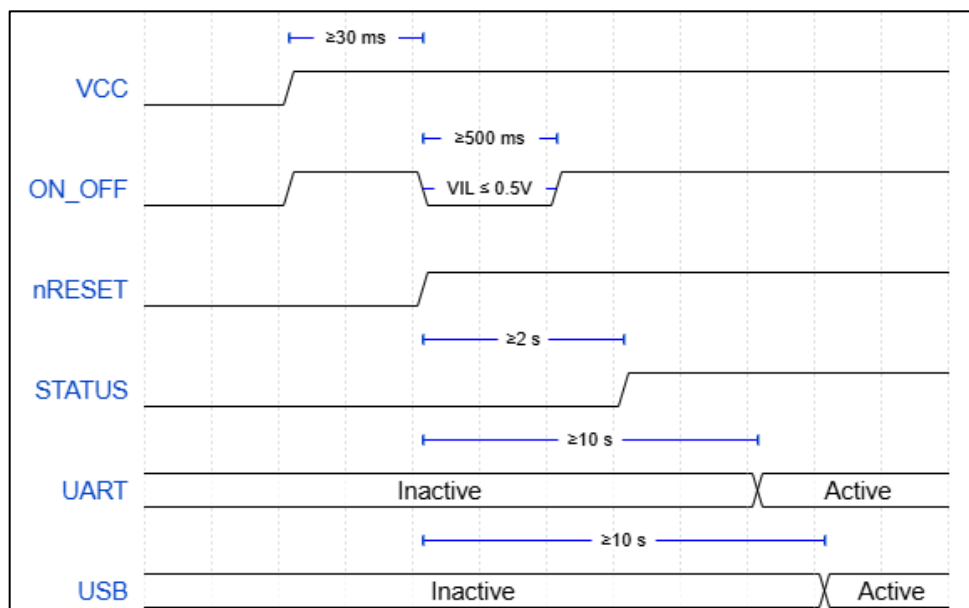 ≥30 ms
VCC
≥500 ms
ON_OFF
VIL ≤ 0.5V
nRESET
≥2 s
STATUS
≥10 s
UART
Inactive
Active
≥10 s
USB
Inactive
Active